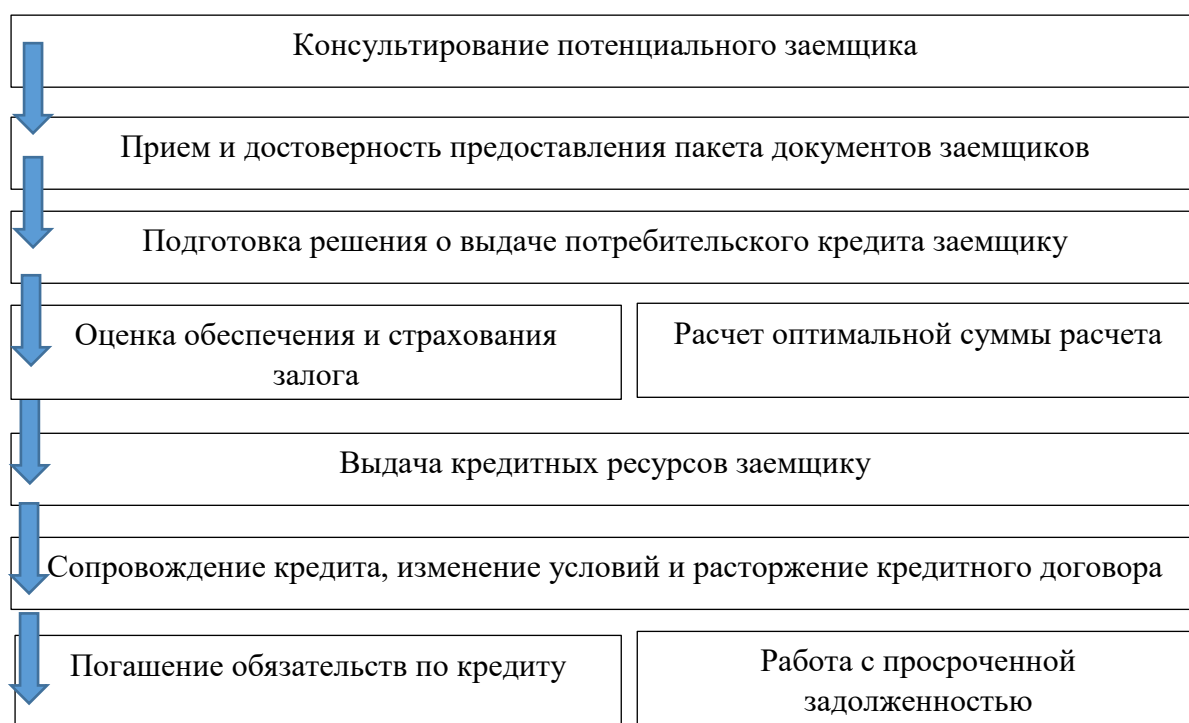 Консультирование потенциального заемщика
Прием и достоверность предоставления пакета документов заемщиков
Подготовка решения о выдаче потребительского кредита заемщику
Оценка обеспечения и страхования
залога
Расчет оптимальной суммы расчета
Выдача кредитных ресурсов заемщику
Сопровождение кредита, изменение условий и расторжение кредитного договора
Погашение обязательств по кредиту
Работа с просроченной
задолженностью